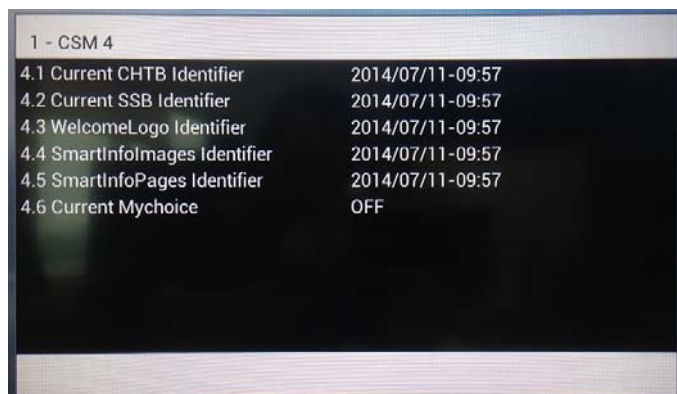 1 - CSM 4
4.1 Current CHTB Identifier 2014/07/11-09:57
4.2 Current SSB Identifier 2014/07/11-09:57
4.3 WelcomeLogo Identifier 2014/07/11-09:57
4.4 SmartInfoImages Identifier 2014/07/11-09:57
4.5 SmartInfoPages Identifier 2014/07/11-09:57
4.6 Current Mychoice OFF